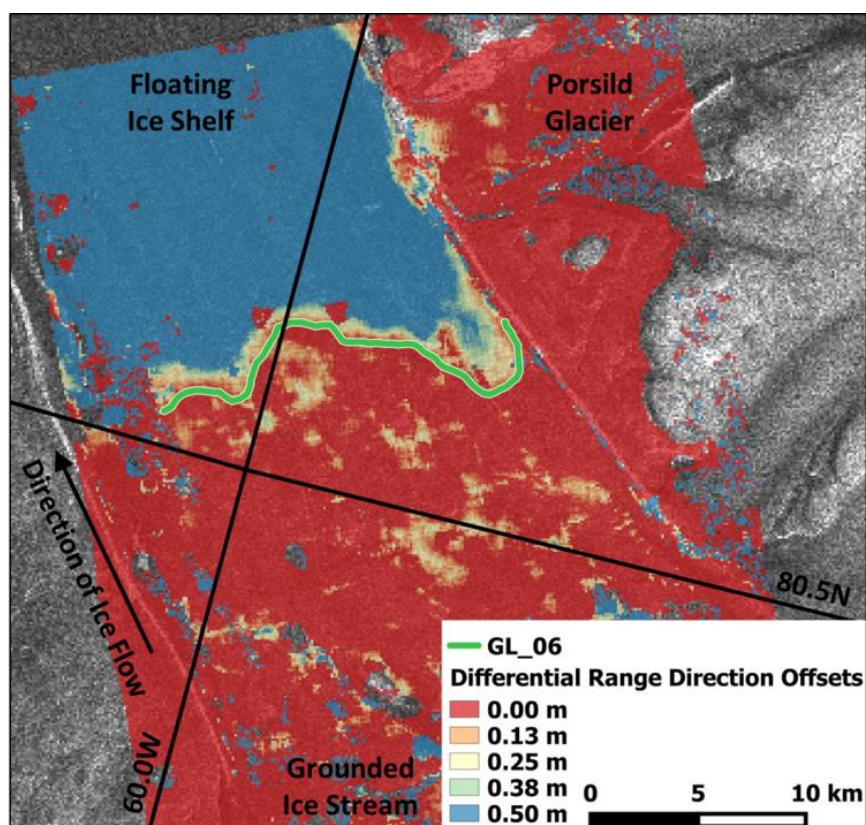 Floating
Ice Shelf
Porsild
Glacier
Direction of Ice Flow
80.5N
60.0W
Grounded
Ice Stream
GL_06
Differential Range Direction Offsets
0.00 m
0.13 m
0.25 m
0.38 m
0.50 m
0 5 10 km